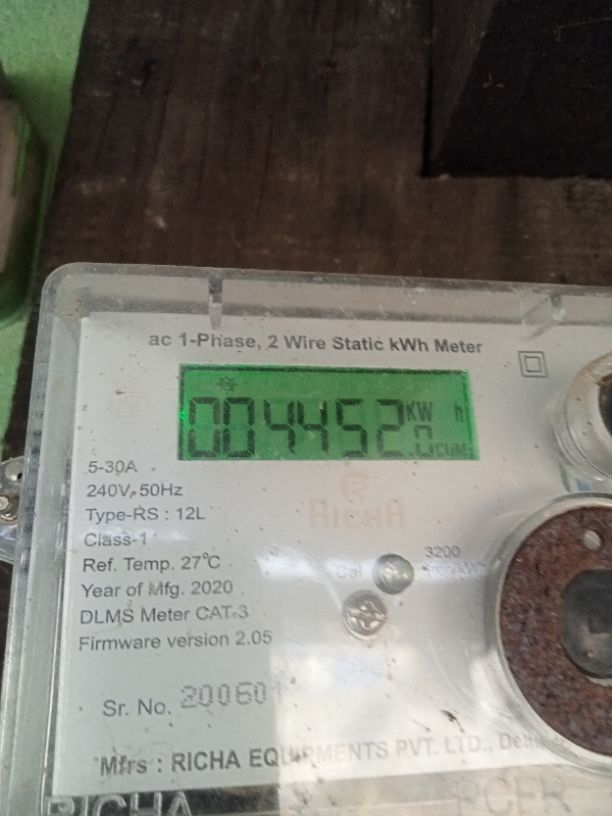 ac 1-Phase, 2 Wire Static kWh Meter
004452.0 KW h CUM
5-30A
240V, 50Hz
Type-RS : 12L
Class-1
Ref. Temp. 27°C
Year of Mfg. 2020
DLMS Meter CAT-3
Firmware version 2.05
RICHA
Cal
3200
Sr. No. 200601
Mfrs : RICHA EQUIPMENTS PVT. LTD.,
RICHA